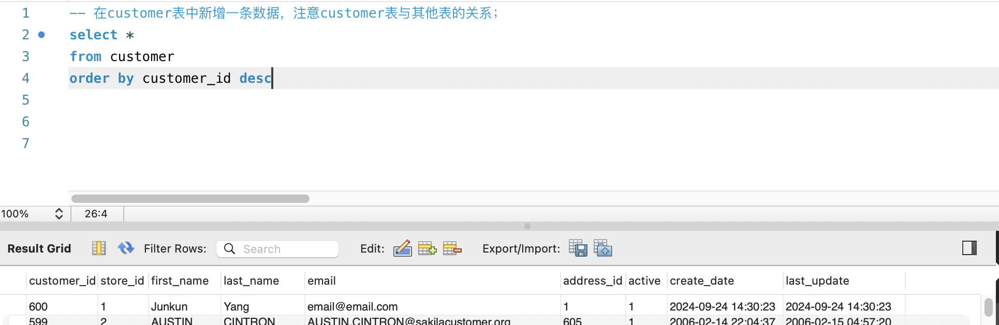 1 -- 在customer表中新增一条数据，注意customer表与其他表的关系；
2 select *
3 from customer
4 order by customer_id desc
5
6
7
100% 26:4
Result Grid Filter Rows: Search Edit: Export/Import:
customer_id store_id first_name last_name email address_id active create_date last_update
600 1 Junkun Yang email@email.com 1 1 2024-09-24 14:30:23 2024-09-24 14:30:23
599 2 AUSTIN CINTRON AUSTIN.CINTRON@sakilacustomer.org 605 1 2006-02-14 22:04:37 2006-02-15 04:57:20